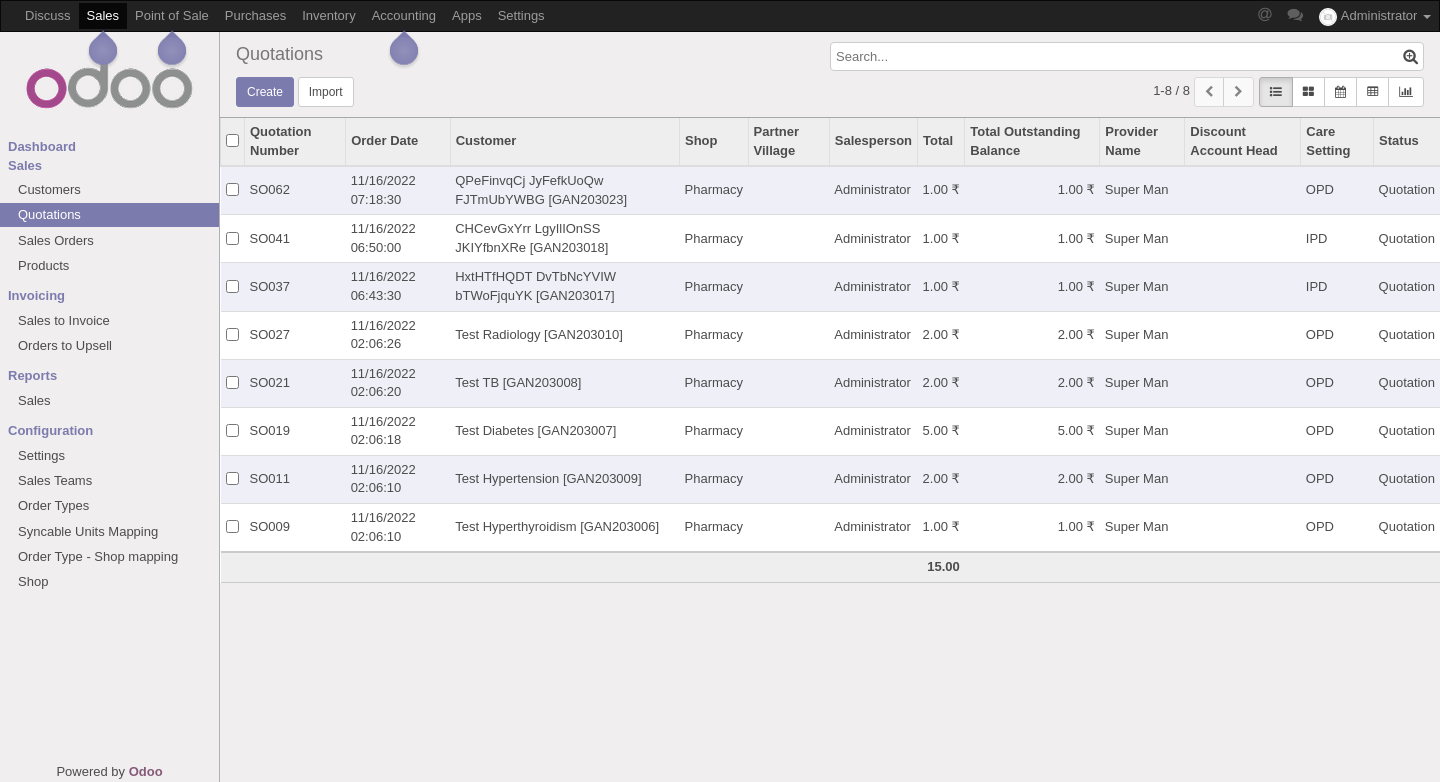 Discuss Sales Point of Sale Purchases Inventory Accounting Apps Settings @ Administrator
odoo
Dashboard
Sales
Customers
Quotations
Sales Orders
Products
Invoicing
Sales to Invoice
Orders to Upsell
Reports
Sales
Configuration
Settings
Sales Teams
Order Types
Syncable Units Mapping
Order Type - Shop mapping
Shop
Powered by Odoo
Quotations
Search...
Create Import 1-8 / 8
Quotation Number Order Date Customer Shop Partner Village Salesperson Total Total Outstanding Balance Provider Name Discount Account Head Care Setting Status
SO062 11/16/2022 07:18:30 QPeFinvqCj JyFefkUoQw FJTmUbYWBG [GAN203023] Pharmacy Administrator 1.00 ₹ 1.00 ₹ Super Man OPD Quotation
SO041 11/16/2022 06:50:00 CHCevGxYrr LgyIlIOnSS JKIYfbnXRe [GAN203018] Pharmacy Administrator 1.00 ₹ 1.00 ₹ Super Man IPD Quotation
SO037 11/16/2022 06:43:30 HxtHTfHQDT DvTbNcYVIW bTWoFjquYK [GAN203017] Pharmacy Administrator 1.00 ₹ 1.00 ₹ Super Man IPD Quotation
SO027 11/16/2022 02:06:26 Test Radiology [GAN203010] Pharmacy Administrator 2.00 ₹ 2.00 ₹ Super Man OPD Quotation
SO021 11/16/2022 02:06:20 Test TB [GAN203008] Pharmacy Administrator 2.00 ₹ 2.00 ₹ Super Man OPD Quotation
SO019 11/16/2022 02:06:18 Test Diabetes [GAN203007] Pharmacy Administrator 5.00 ₹ 5.00 ₹ Super Man OPD Quotation
SO011 11/16/2022 02:06:10 Test Hypertension [GAN203009] Pharmacy Administrator 2.00 ₹ 2.00 ₹ Super Man OPD Quotation
SO009 11/16/2022 02:06:10 Test Hyperthyroidism [GAN203006] Pharmacy Administrator 1.00 ₹ 1.00 ₹ Super Man OPD Quotation
15.00